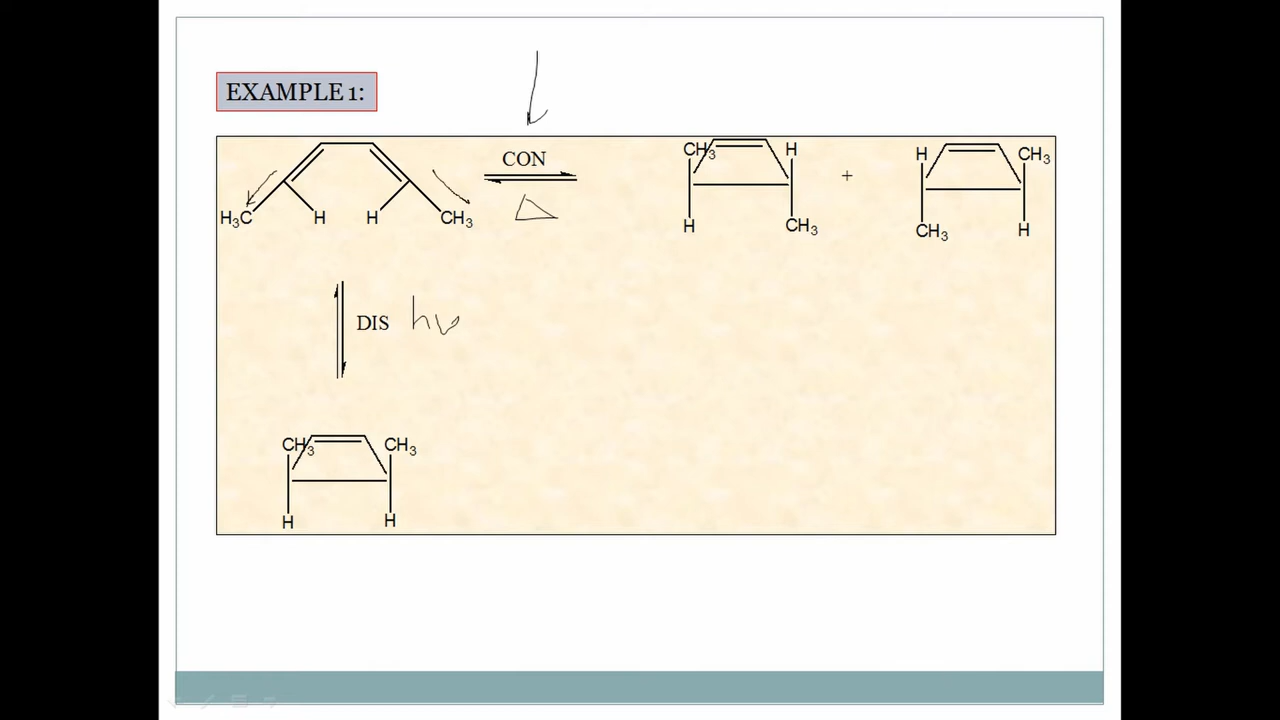 EXAMPLE 1:
CH₃ H H CH₃
CON +
H₃C H H CH₃ Δ
H CH₃ CH₃ H
DIS hν
CH₃ CH₃
H H